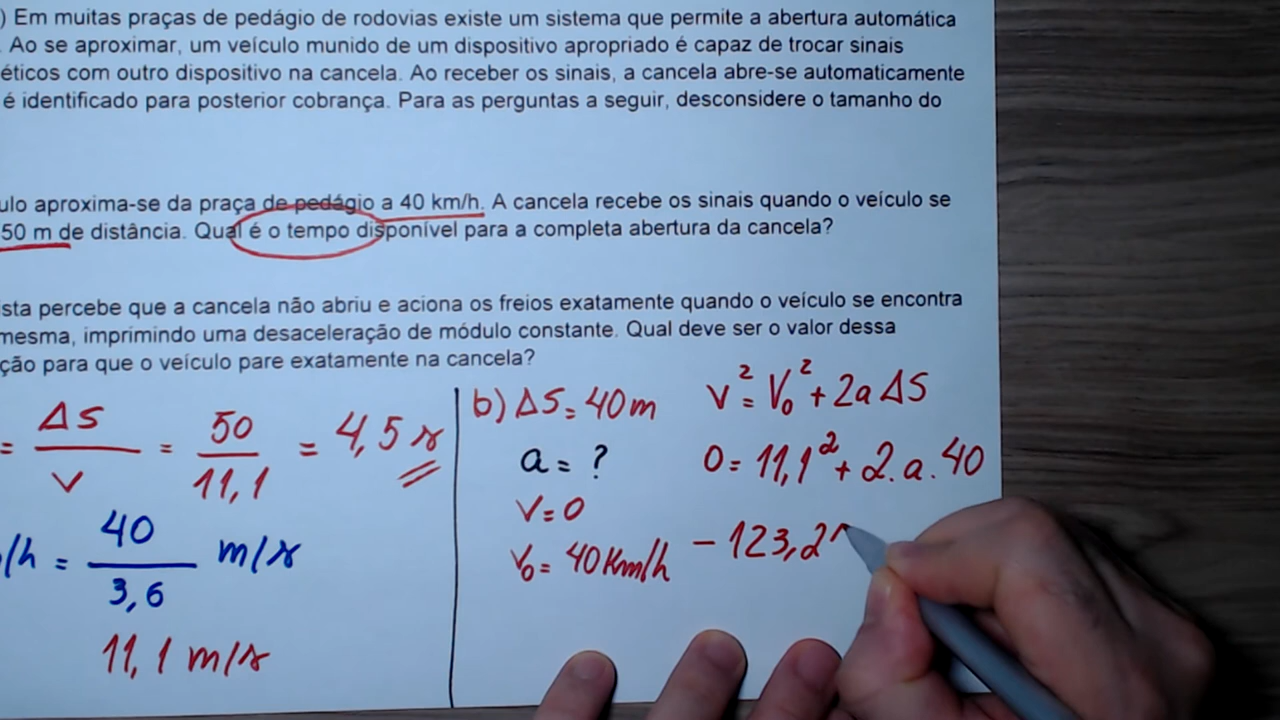 ) Em muitas praças de pedágio de rodovias existe um sistema que permite a abertura automática
. Ao se aproximar, um veículo munido de um dispositivo apropriado é capaz de trocar sinais
éticos com outro dispositivo na cancela. Ao receber os sinais, a cancela abre-se automaticamente
é identificado para posterior cobrança. Para as perguntas a seguir, desconsidere o tamanho do
ulo aproxima-se da praça de pedágio a 40 km/h. A cancela recebe os sinais quando o veículo se
50 m de distância. Qual é o tempo disponível para a completa abertura da cancela?
ista percebe que a cancela não abriu e aciona os freios exatamente quando o veículo se encontra
mesma, imprimindo uma desaceleração de módulo constante. Qual deve ser o valor dessa
ção para que o veículo pare exatamente na cancela?
= ΔS / V = 50 / 11,1 = 4,5 s
/h = 40 / 3,6 m/s
11,1 m/s
b) ΔS = 40 m
a = ?
V = 0
V₀ = 40 Km/h
V² = V₀² + 2a ΔS
0 = 11,1² + 2.a.40
- 123,2